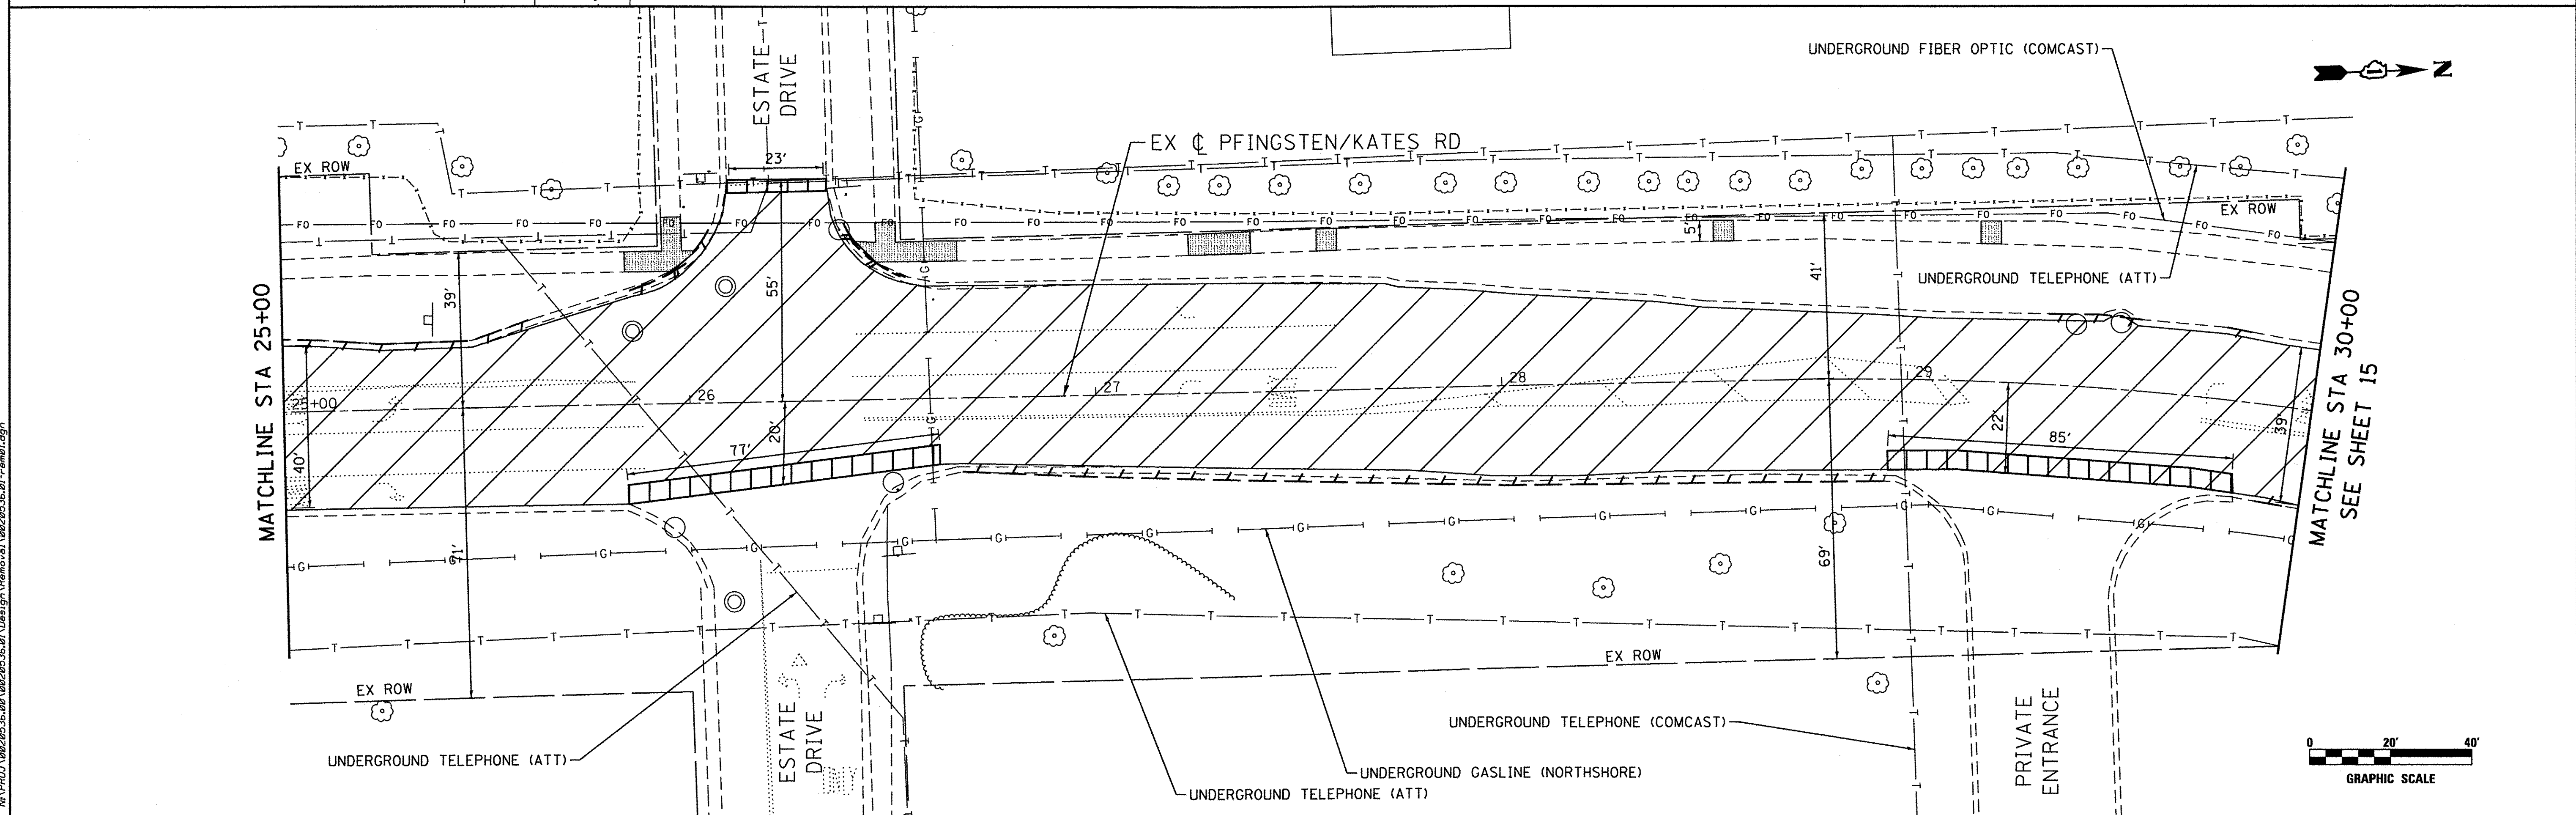 UNDERGROUND FIBER OPTIC (COMCAST)
N
ESTATE
DRIVE
EX ROW
23'
EX ℄ PFINGSTEN/KATES RD
EX ROW
5'
UNDERGROUND TELEPHONE (ATT)
39'
55'
41'
MATCHLINE STA 25+00
MATCHLINE STA 30+00
SEE SHEET 15
25+00
26
27
28
29
40'
77'
20'
22'
85'
39'
71'
69'
EX ROW
EX ROW
ESTATE
DRIVE
PRIVATE
ENTRANCE
UNDERGROUND TELEPHONE (ATT)
UNDERGROUND TELEPHONE (COMCAST)
UNDERGROUND GASLINE (NORTHSHORE)
UNDERGROUND TELEPHONE (ATT)
0 20' 40'
GRAPHIC SCALE